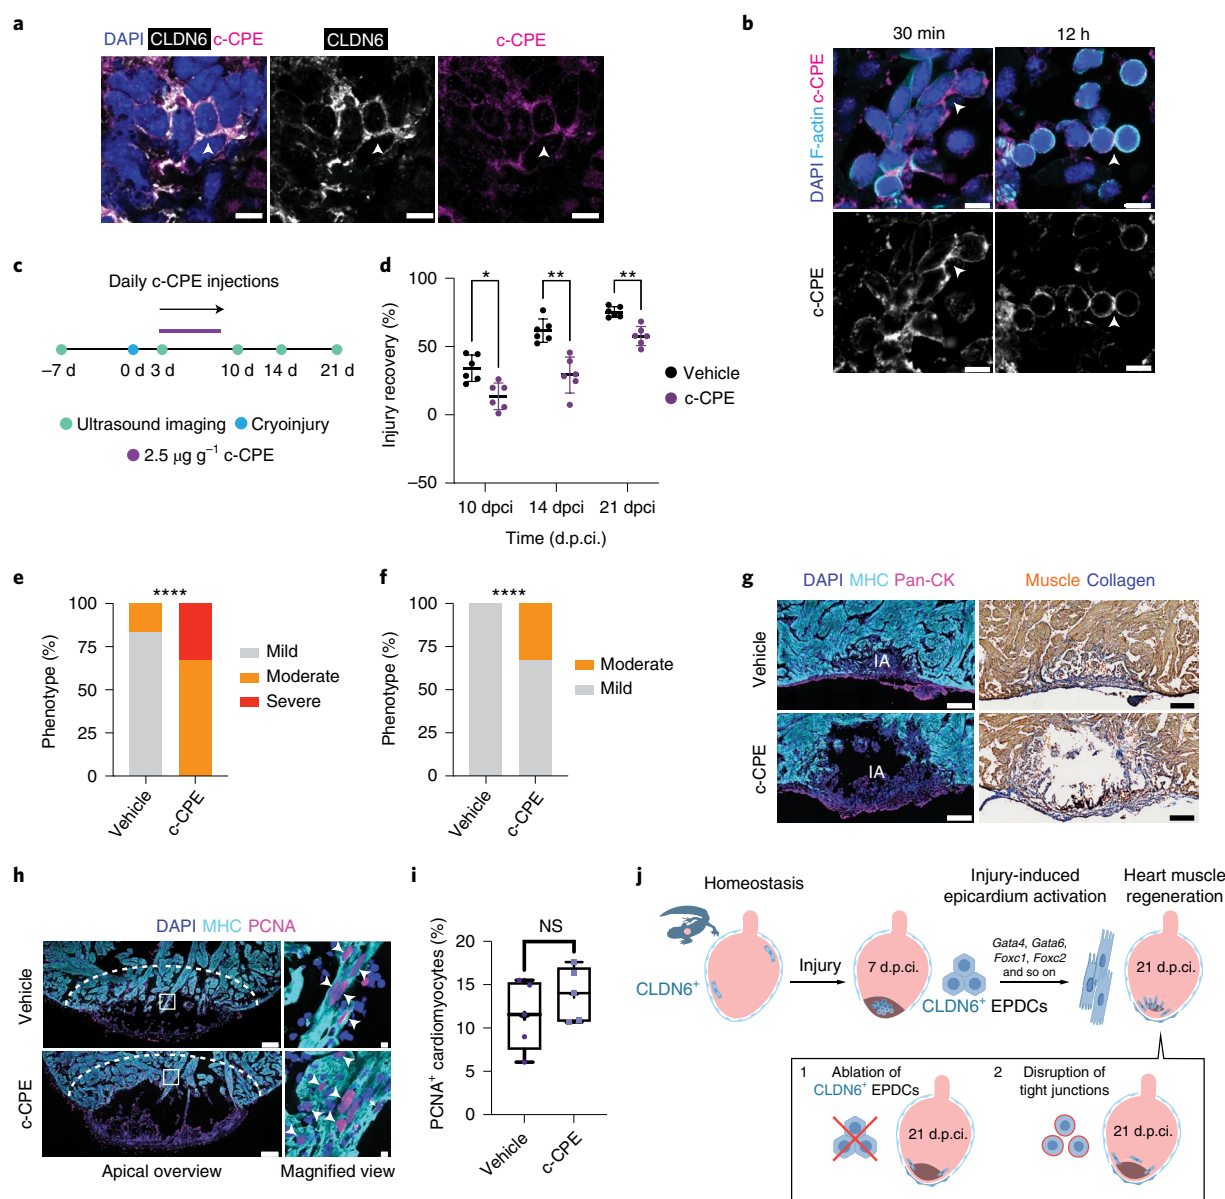 a
DAPI CLDN6 c-CPE
CLDN6
c-CPE
b
30 min
12 h
DAPI F-actin c-CPE
c-CPE
c
Daily c-CPE injections
–7 d
0 d
3 d
10 d
14 d
21 d
Ultrasound imaging
Cryoinjury
2.5 μg g–1 c-CPE
d
Injury recovery (%)
100
50
0
–50
*
**
**
Vehicle
c-CPE
10 dpci
14 dpci
21 dpci
Time (d.p.ci.)
e
****
Phenotype (%)
100
75
50
25
0
Vehicle
c-CPE
Mild
Moderate
Severe
f
****
Phenotype (%)
100
75
50
25
0
Vehicle
c-CPE
Moderate
Mild
g
DAPI MHC Pan-CK
Muscle Collagen
Vehicle
IA
c-CPE
IA
h
DAPI MHC PCNA
Vehicle
c-CPE
Apical overview
Magnified view
i
PCNA+ cardiomyocytes (%)
20
15
10
5
0
NS
Vehicle
c-CPE
j
Homeostasis
Injury-induced
epicardium activation
Heart muscle
regeneration
CLDN6+
Injury
7 d.p.ci.
Gata4, Gata6,
Foxc1, Foxc2
and so on
CLDN6+ EPDCs
21 d.p.ci.
1 Ablation of
CLDN6+ EPDCs
21 d.p.ci.
2 Disruption of
tight junctions
21 d.p.ci.